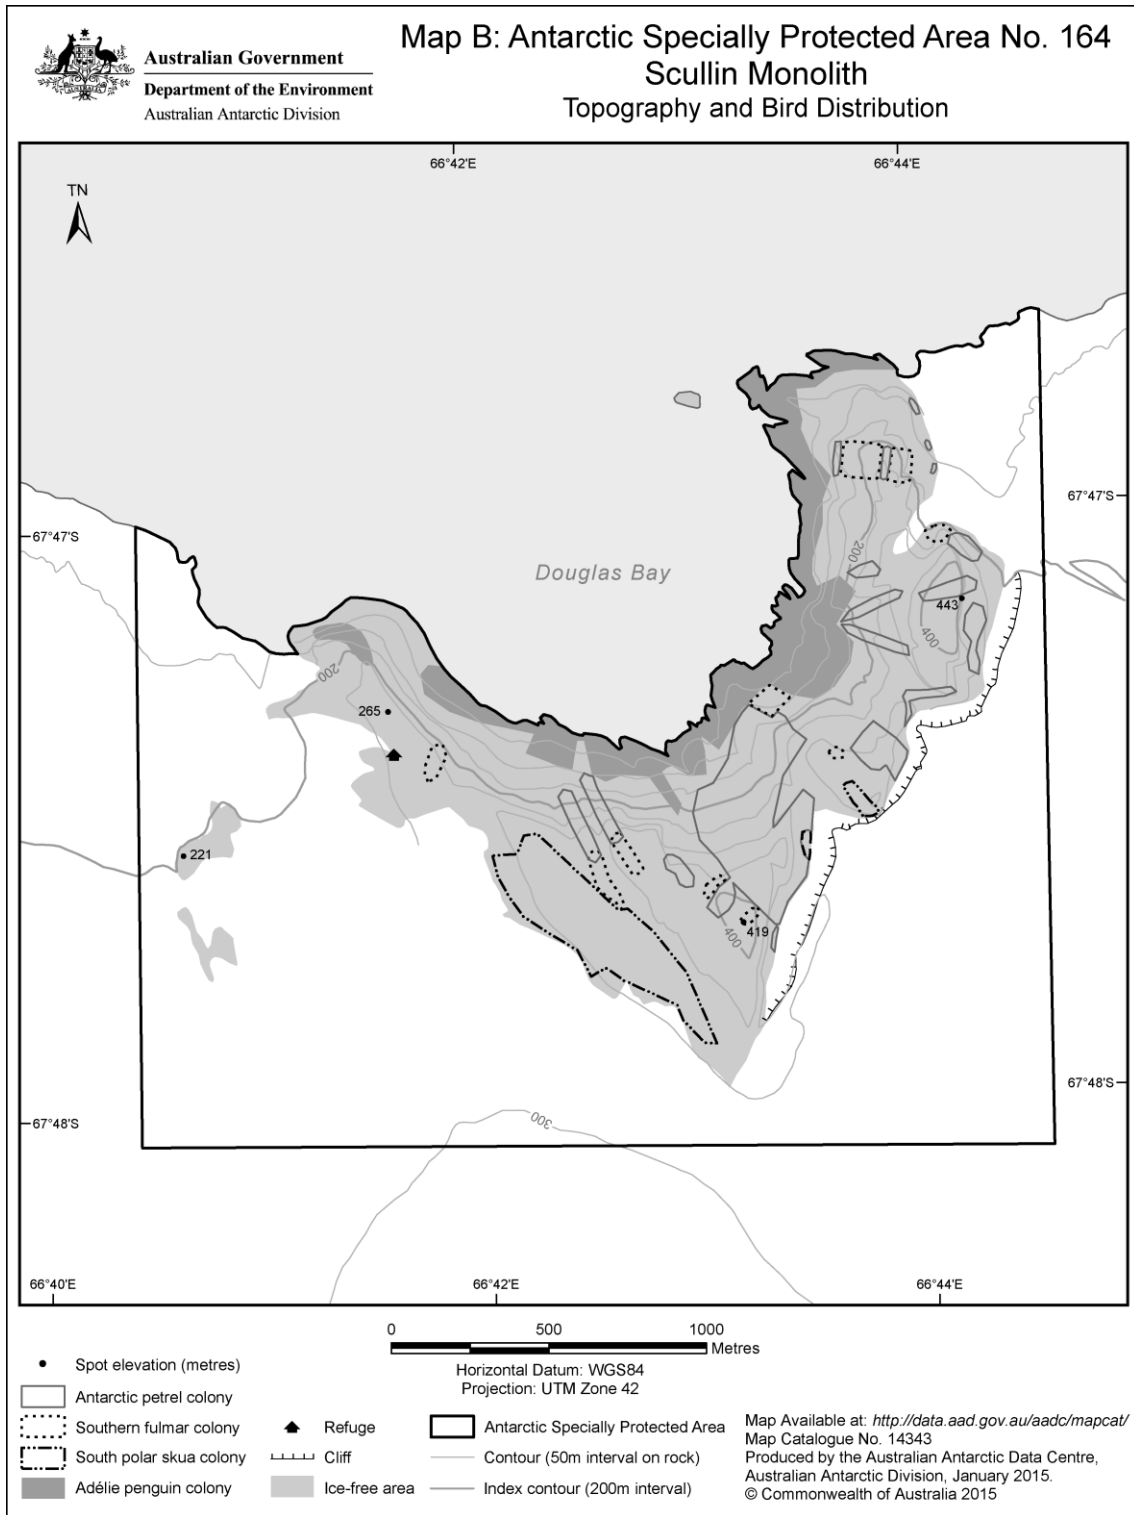 Australian Government
Department of the Environment
Australian Antarctic Division
Map B: Antarctic Specially Protected Area No. 164
Scullin Monolith
Topography and Bird Distribution
66°42'E
66°44'E
TN
67°47'S
67°47'S
200
Douglas Bay
443
400
200
265
221
419
400
67°48'S
67°48'S
300
66°40'E
66°42'E
66°44'E
0 500 1000
Metres
Horizontal Datum: WGS84
Projection: UTM Zone 42
Spot elevation (metres)
Antarctic petrel colony
Southern fulmar colony
South polar skua colony
Adélie penguin colony
Refuge
Cliff
Ice-free area
Antarctic Specially Protected Area
Contour (50m interval on rock)
Index contour (200m interval)
Map Available at: http://data.aad.gov.au/aadc/mapcat/
Map Catalogue No. 14343
Produced by the Australian Antarctic Data Centre,
Australian Antarctic Division, January 2015.
© Commonwealth of Australia 2015